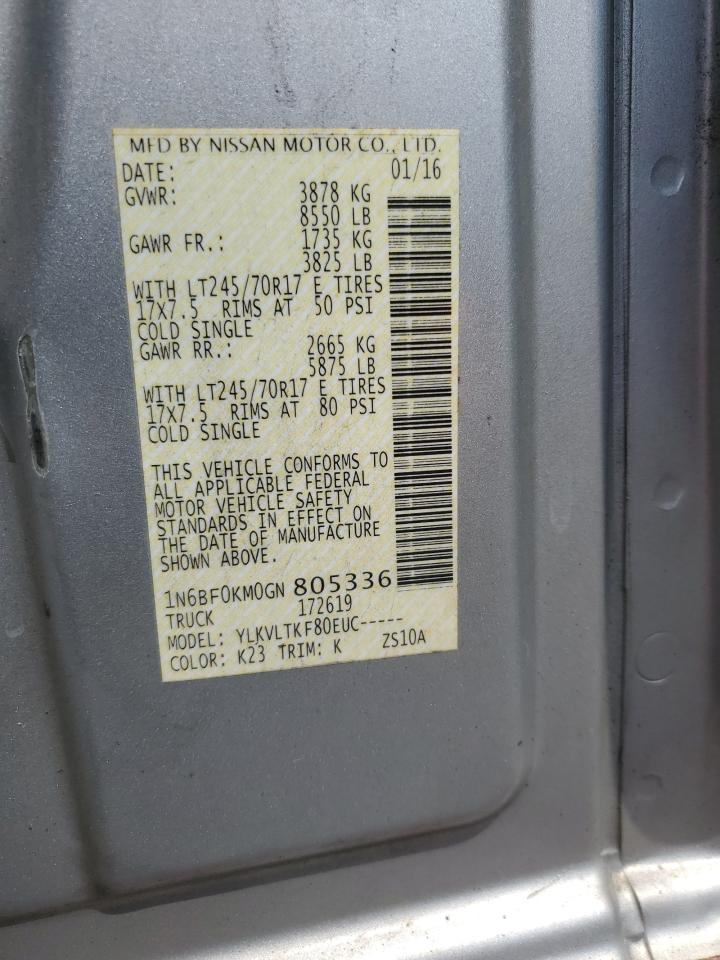 MFD BY NISSAN MOTOR CO., LTD.
DATE: 01/16
GVWR: 3878 KG
8550 LB
GAWR FR.: 1735 KG
3825 LB
WITH LT245/70R17 E TIRES
17X7.5 RIMS AT 50 PSI
COLD SINGLE
GAWR RR.: 2665 KG
5875 LB
WITH LT245/70R17 E TIRES
17X7.5 RIMS AT 80 PSI
COLD SINGLE
THIS VEHICLE CONFORMS TO
ALL APPLICABLE FEDERAL
MOTOR VEHICLE SAFETY
STANDARDS IN EFFECT ON
THE DATE OF MANUFACTURE
SHOWN ABOVE.
1N6BF0KM0GN 805336
TRUCK 172619
MODEL: YLKVLTKF80EUC-----
COLOR: K23 TRIM: K ZS10A